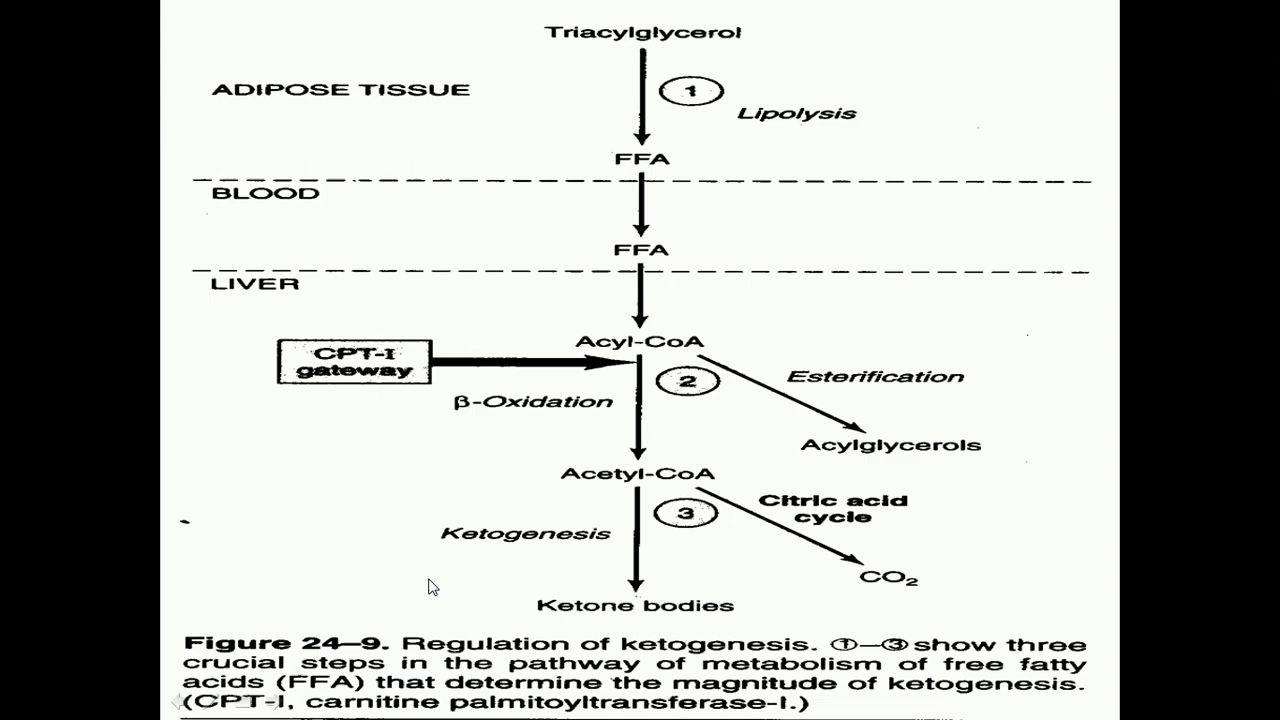 Triacylglycerol
ADIPOSE TISSUE
1
Lipolysis
FFA
BLOOD
FFA
LIVER
Acyl-CoA
CPT-I
gateway
2
Esterification
β-Oxidation
Acylglycerols
Acetyl-CoA
3
Citric acid
cycle
Ketogenesis
CO₂
Ketone bodies
Figure 24–9. Regulation of ketogenesis. ①–③ show three
crucial steps in the pathway of metabolism of free fatty
acids (FFA) that determine the magnitude of ketogenesis.
(CPT-I, carnitine palmitoyltransferase-I.)